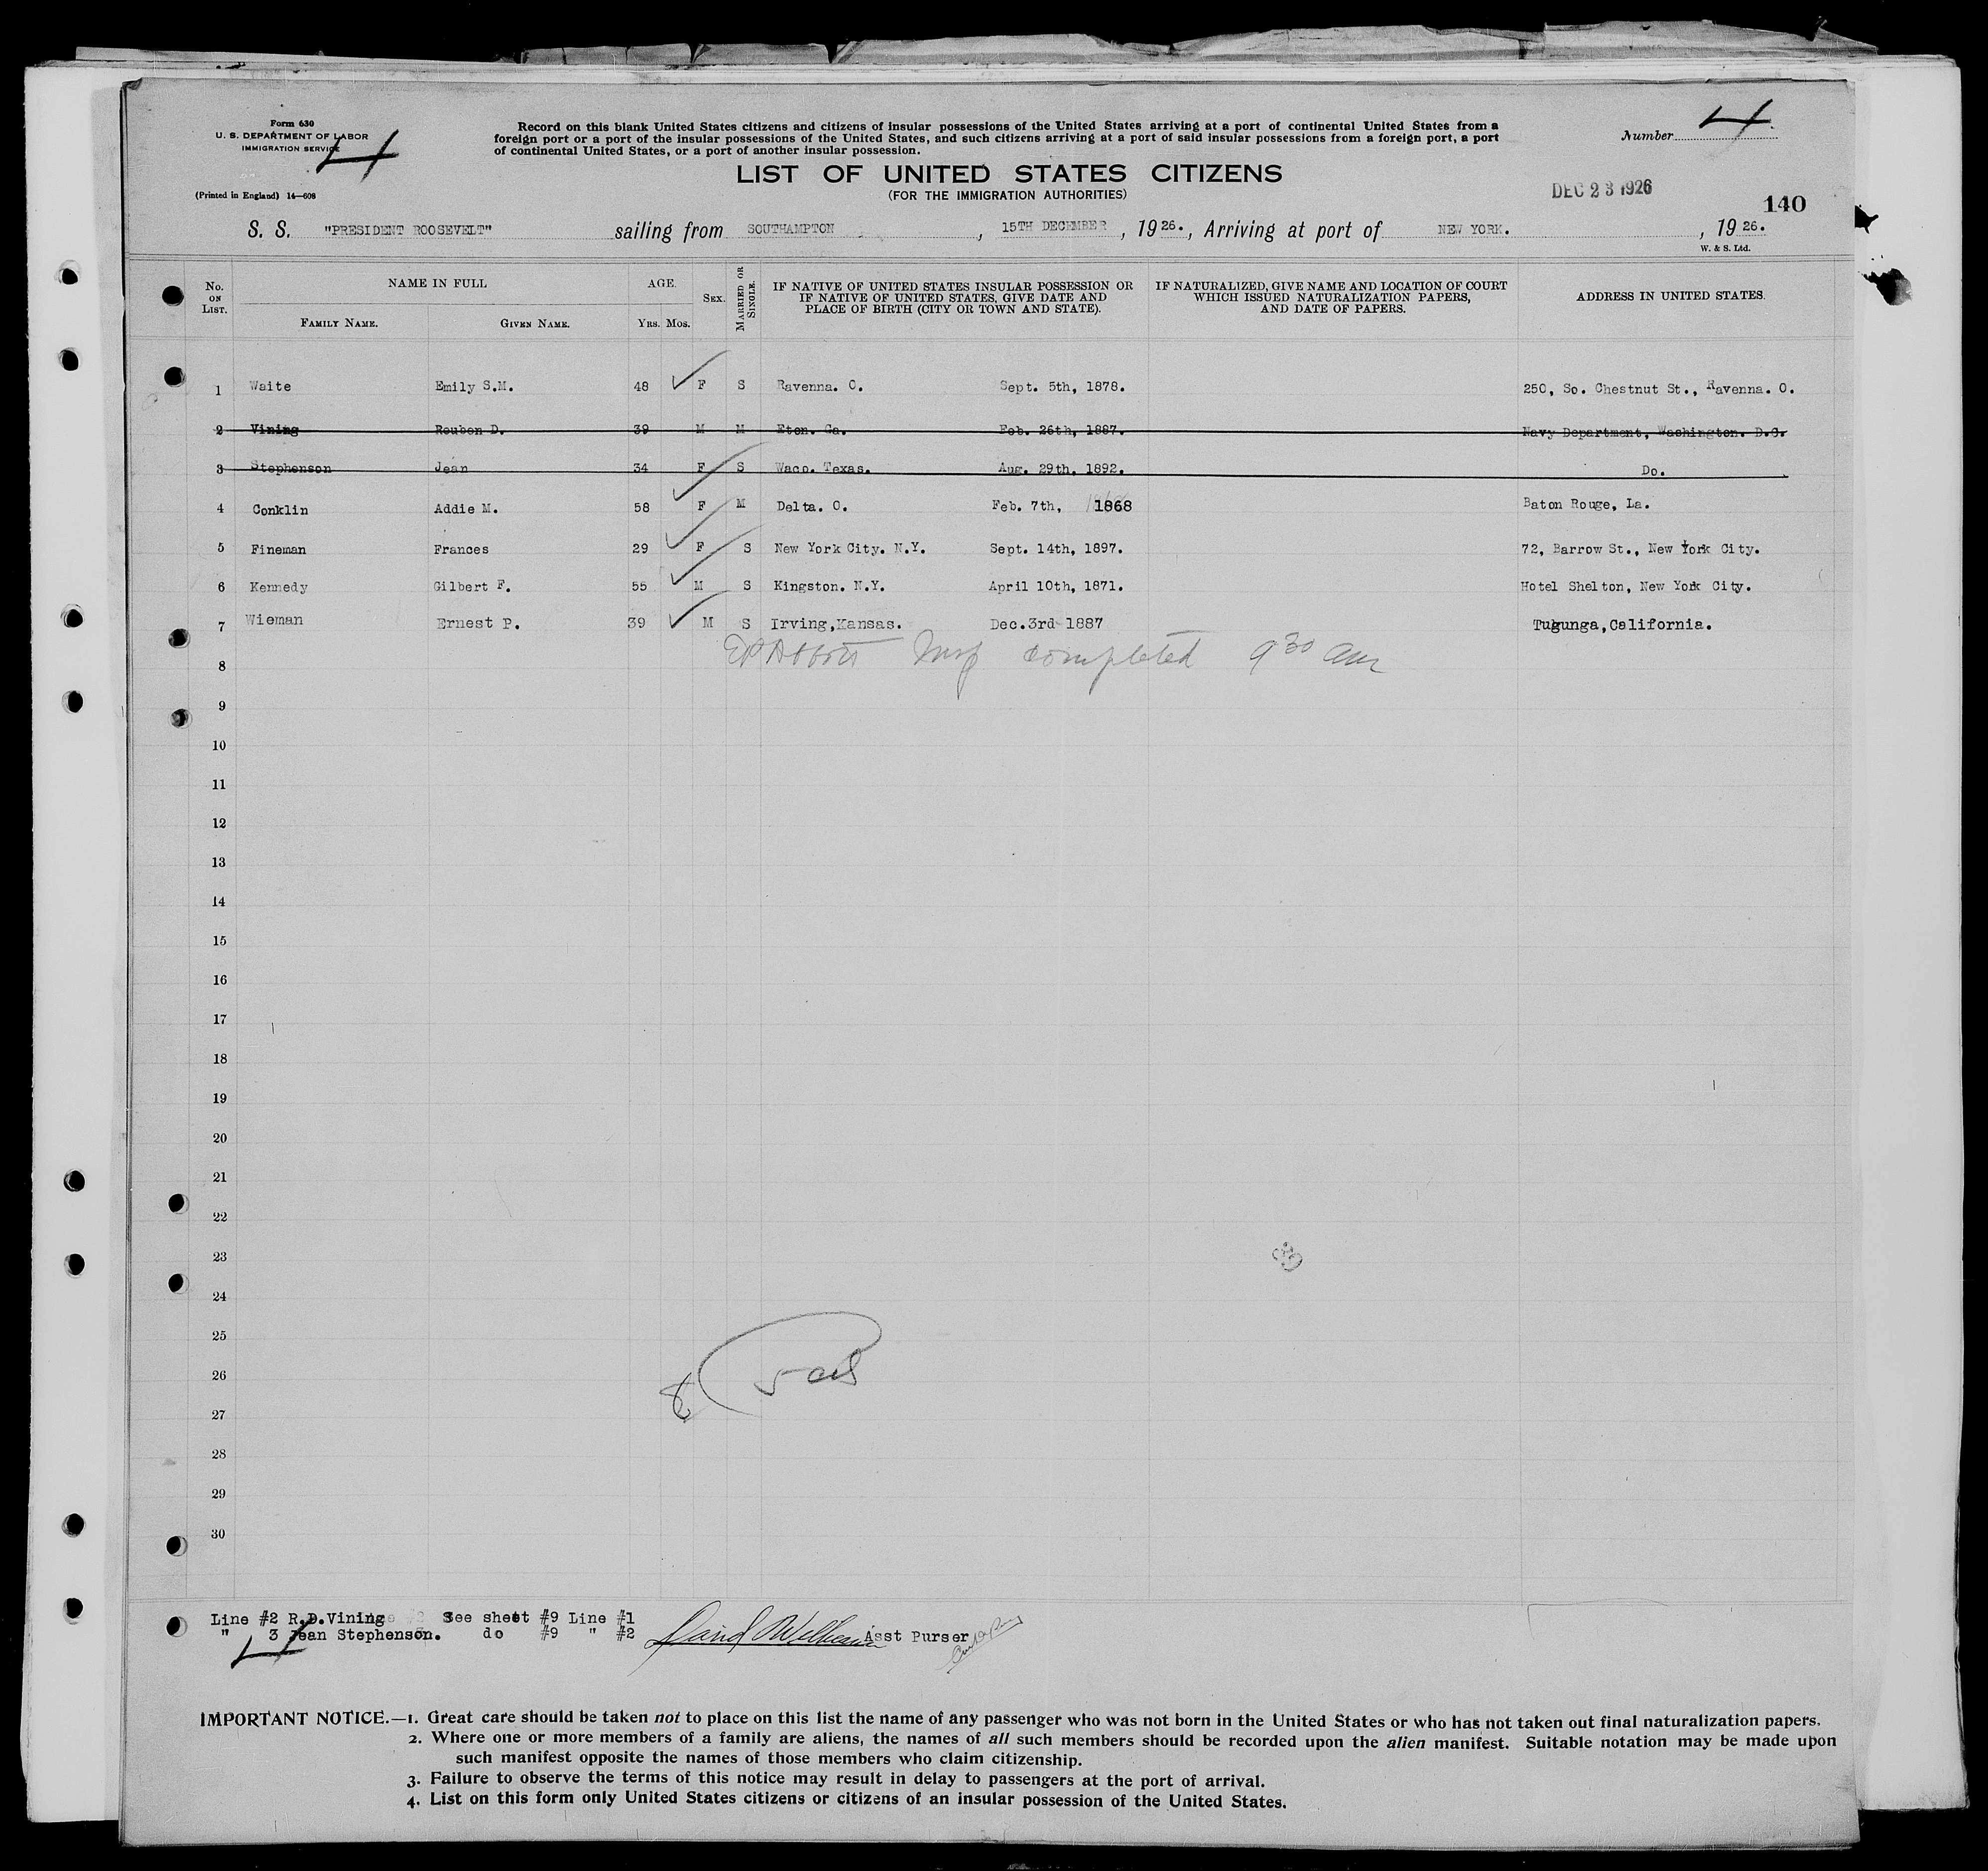 Form 630
U. S. DEPARTMENT OF LABOR
IMMIGRATION SERVICE
4
(Printed in England) 14—608
Record on this blank United States citizens and citizens of insular possessions of the United States arriving at a port of continental United States from a
foreign port or a port of the insular possessions of the United States, and such citizens arriving at a port of said insular possessions from a foreign port, a port
of continental United States, or a port of another insular possession.
Number 4
LIST OF UNITED STATES CITIZENS
(FOR THE IMMIGRATION AUTHORITIES)
DEC 23 1926
140
S. S. "PRESIDENT ROOSEVELT" sailing from SOUTHAMPTON, 15TH DECEMBER, 1926., Arriving at port of NEW YORK., 1926.
W. & S. Ltd.
No. ON LIST. NAME IN FULL AGE. SEX. MARRIED OR SINGLE. IF NATIVE OF UNITED STATES INSULAR POSSESSION OR IF NATIVE OF UNITED STATES, GIVE DATE AND PLACE OF BIRTH (CITY OR TOWN AND STATE). IF NATURALIZED, GIVE NAME AND LOCATION OF COURT WHICH ISSUED NATURALIZATION PAPERS, AND DATE OF PAPERS. ADDRESS IN UNITED STATES.
FAMILY NAME. GIVEN NAME. YRS. MOS.
1 Waite Emily S.M. 48 F S Ravenna. O. Sept. 5th, 1878. 250, So. Chestnut St., Ravenna. O.
2 Vining Reuben D. 39 M M Eton. Ga. Feb. 26th, 1887. Navy Department, Washington. D.C.
3 Stephenson Jean 34 F S Waco. Texas. Aug. 29th, 1892. Do.
4 Conklin Addie M. 58 F M Delta. O. Feb. 7th, 1868 Baton Rouge, La.
5 Fineman Frances 29 F S New York City. N.Y. Sept. 14th, 1897. 72, Barrow St., New York City.
6 Kennedy Gilbert F. 55 M S Kingston. N.Y. April 10th, 1871. Hotel Shelton, New York City.
7 Wieman Ernest P. 39 M S Irving,Kansas. Dec.3rd 1887 Tugunga,California.
8 Insp completed 9 30 am
9
10
11
12
13
14
15
16
17
18
19
20
21
22
23
24
25
26
27
28
29
30
Line #2 R.D.Vining See sheet #9 Line #1
" 3 Jean Stephenson. do #9 " #2 Asst Purser
IMPORTANT NOTICE.—1. Great care should be taken not to place on this list the name of any passenger who was not born in the United States or who has not taken out final naturalization papers.
2. Where one or more members of a family are aliens, the names of all such members should be recorded upon the alien manifest. Suitable notation may be made upon
such manifest opposite the names of those members who claim citizenship.
3. Failure to observe the terms of this notice may result in delay to passengers at the port of arrival.
4. List on this form only United States citizens or citizens of an insular possession of the United States.